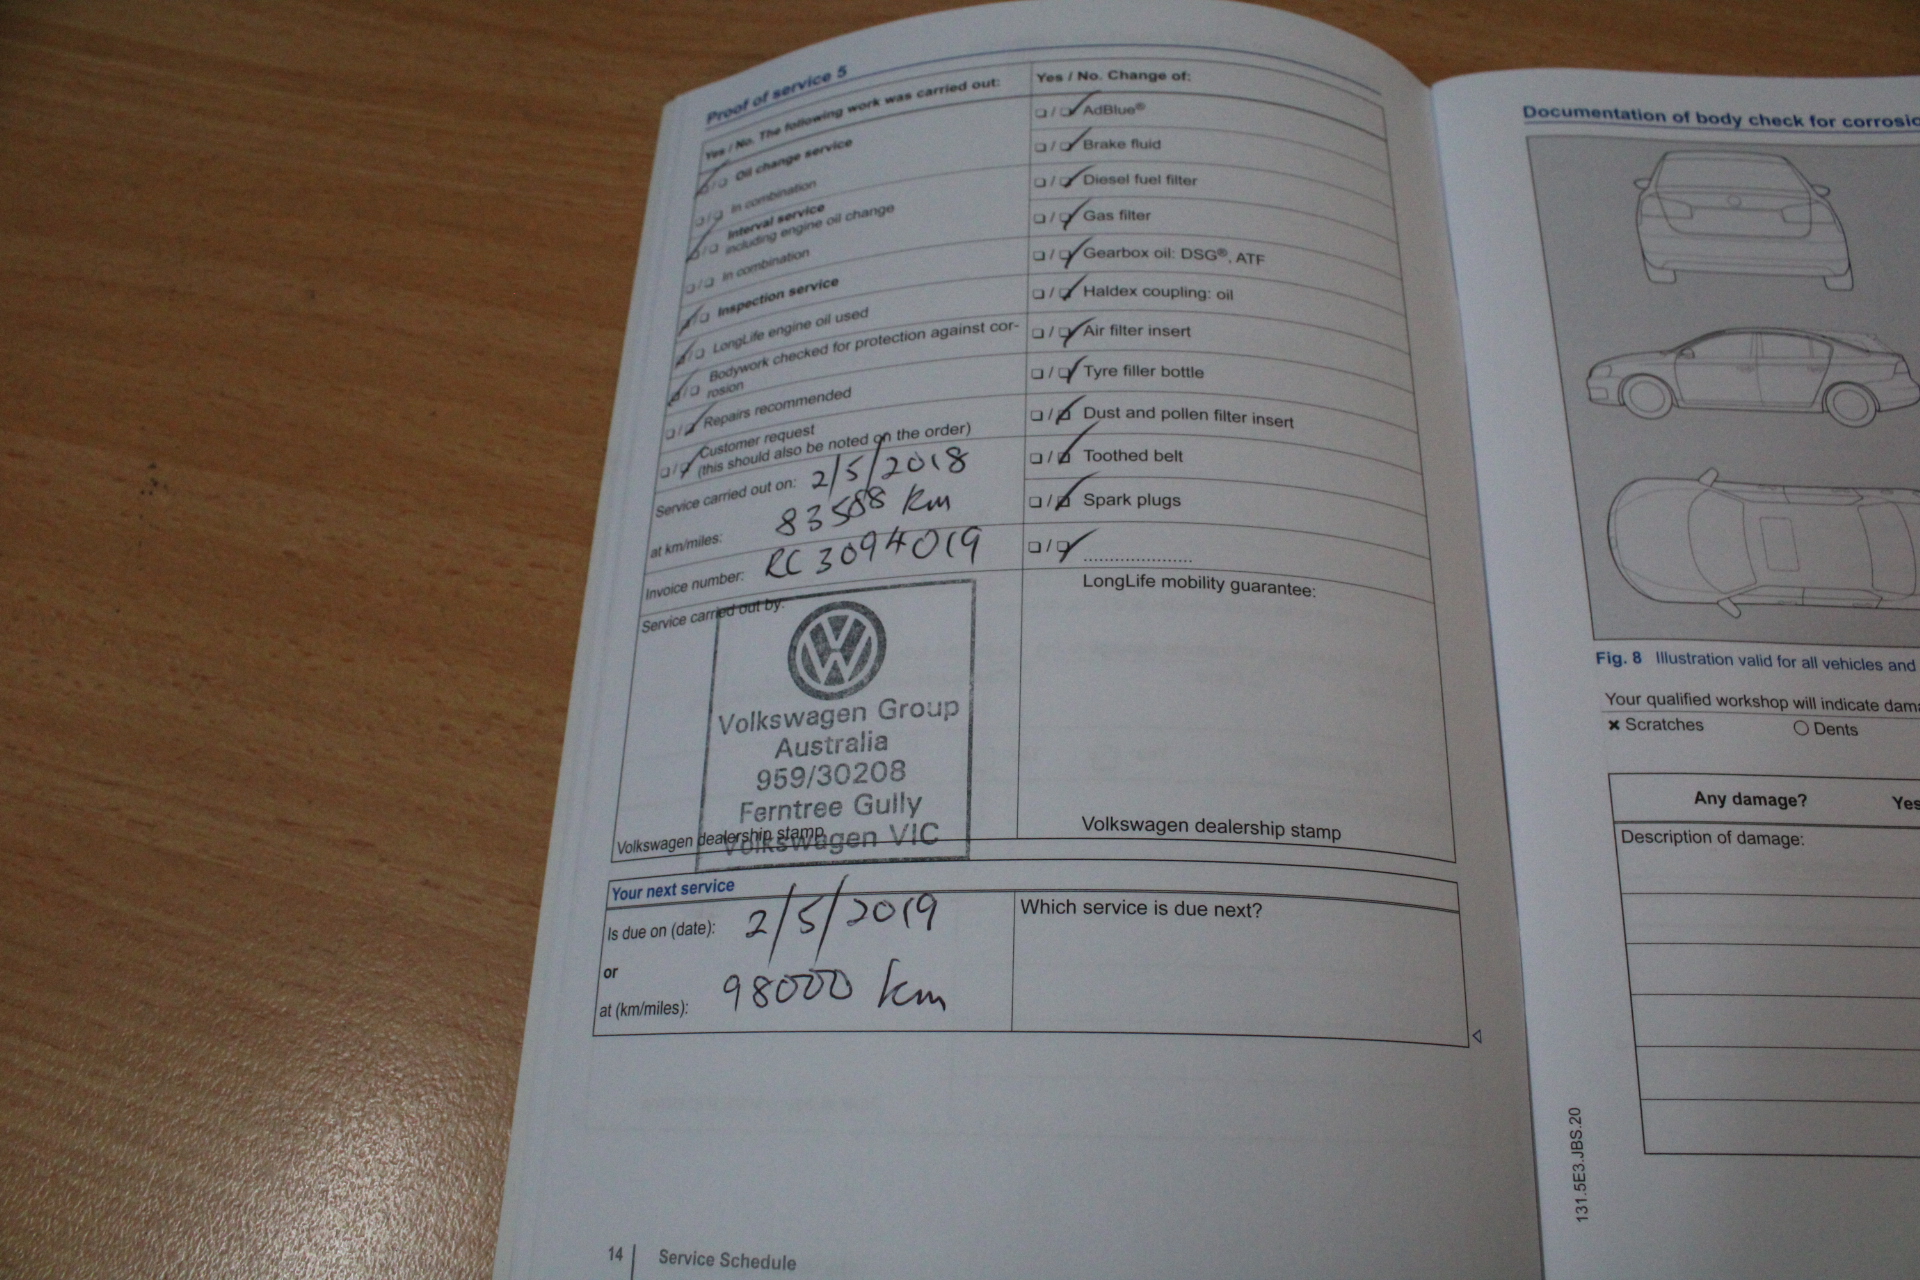 Proof of service 5
Yes / No. The following work was carried out:
❏ / ❏ Oil change service
❏ / ❏ In combination
❏ / ❏ Interval service
including engine oil change
❏ / ❏ In combination
❏ / ❏ Inspection service
❏ / ❏ LongLife engine oil used
❏ / ❏ Bodywork checked for protection against cor-
rosion
❏ / ❏ Repairs recommended
❏ / ❏ Customer request
(this should also be noted on the order)
Service carried out on: 2/5/2018
at km/miles: 83588 km
Invoice number: RC 3094019
Service carried out by:
Volkswagen Group
Australia
959/30208
Ferntree Gully
Volkswagen VIC
Volkswagen dealership stamp
Yes / No. Change of:
❏ / ❏ AdBlue®
❏ / ❏ Brake fluid
❏ / ❏ Diesel fuel filter
❏ / ❏ Gas filter
❏ / ❏ Gearbox oil: DSG®, ATF
❏ / ❏ Haldex coupling: oil
❏ / ❏ Air filter insert
❏ / ❏ Tyre filler bottle
❏ / ❏ Dust and pollen filter insert
❏ / ❏ Toothed belt
❏ / ❏ Spark plugs
❏ / ❏ ....................
LongLife mobility guarantee:
Volkswagen dealership stamp
Your next service
Is due on (date): 2/5/2019
or
at (km/miles): 98000 km
Which service is due next?
14 Service Schedule
Documentation of body check for corrosio
Fig. 8 Illustration valid for all vehicles and
Your qualified workshop will indicate dama
✖ Scratches ○ Dents
Any damage? Yes
Description of damage:
131.5E3.JBS.20